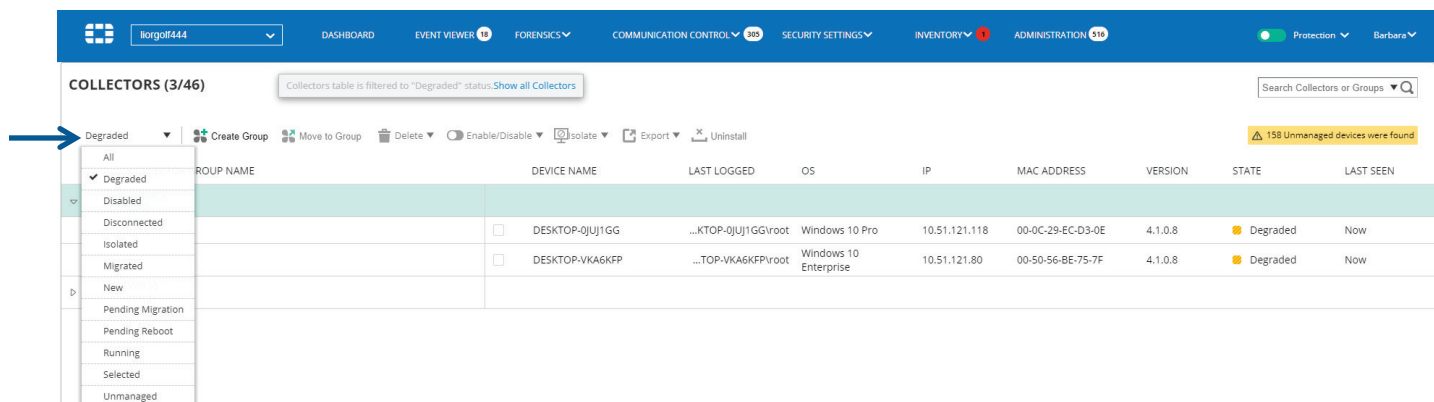 liorgolf444 DASHBOARD EVENT VIEWER 18 FORENSICS COMMUNICATION CONTROL 305 SECURITY SETTINGS INVENTORY 1 ADMINISTRATION 516 Protection Barbara
COLLECTORS (3/46) Collectors table is filtered to "Degraded" status.Show all Collectors Search Collectors or Groups
Degraded Create Group Move to Group Delete Enable/Disable Isolate Export Uninstall 158 Unmanaged devices were found
All
Degraded
Disabled
Disconnected
Isolated
Migrated
New
Pending Migration
Pending Reboot
Running
Selected
Unmanaged
ROUP NAME DEVICE NAME LAST LOGGED OS IP MAC ADDRESS VERSION STATE LAST SEEN
DESKTOP-0JUJ1GG ...KTOP-0JUJ1GG\root Windows 10 Pro 10.51.121.118 00-0C-29-EC-D3-0E 4.1.0.8 Degraded Now
DESKTOP-VKA6KFP ...TOP-VKA6KFP\root Windows 10 Enterprise 10.51.121.80 00-50-56-BE-75-7F 4.1.0.8 Degraded Now